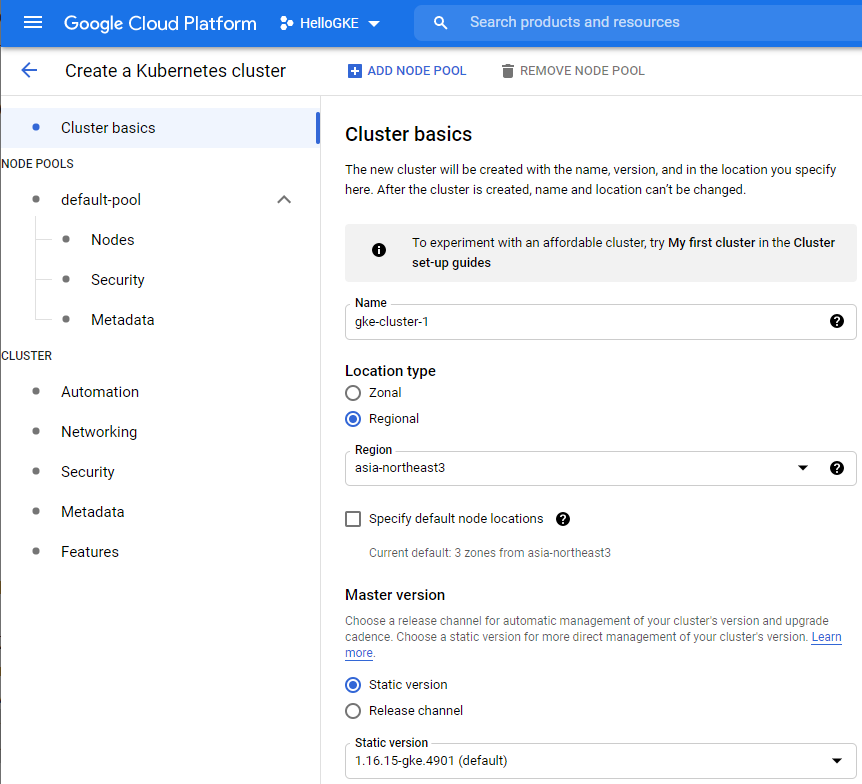 Google Cloud Platform
HelloGKE
Search products and resources
Create a Kubernetes cluster
ADD NODE POOL
REMOVE NODE POOL
Cluster basics
NODE POOLS
default-pool
Nodes
Security
Metadata
CLUSTER
Automation
Networking
Security
Metadata
Features
Cluster basics
The new cluster will be created with the name, version, and in the location you specify
here. After the cluster is created, name and location can't be changed.
To experiment with an affordable cluster, try My first cluster in the Cluster
set-up guides
Name
gke-cluster-1
Location type
Zonal
Regional
Region
asia-northeast3
Specify default node locations
Current default: 3 zones from asia-northeast3
Master version
Choose a release channel for automatic management of your cluster's version and upgrade
cadence. Choose a static version for more direct management of your cluster's version. Learn
more.
Static version
Release channel
Static version
1.16.15-gke.4901 (default)